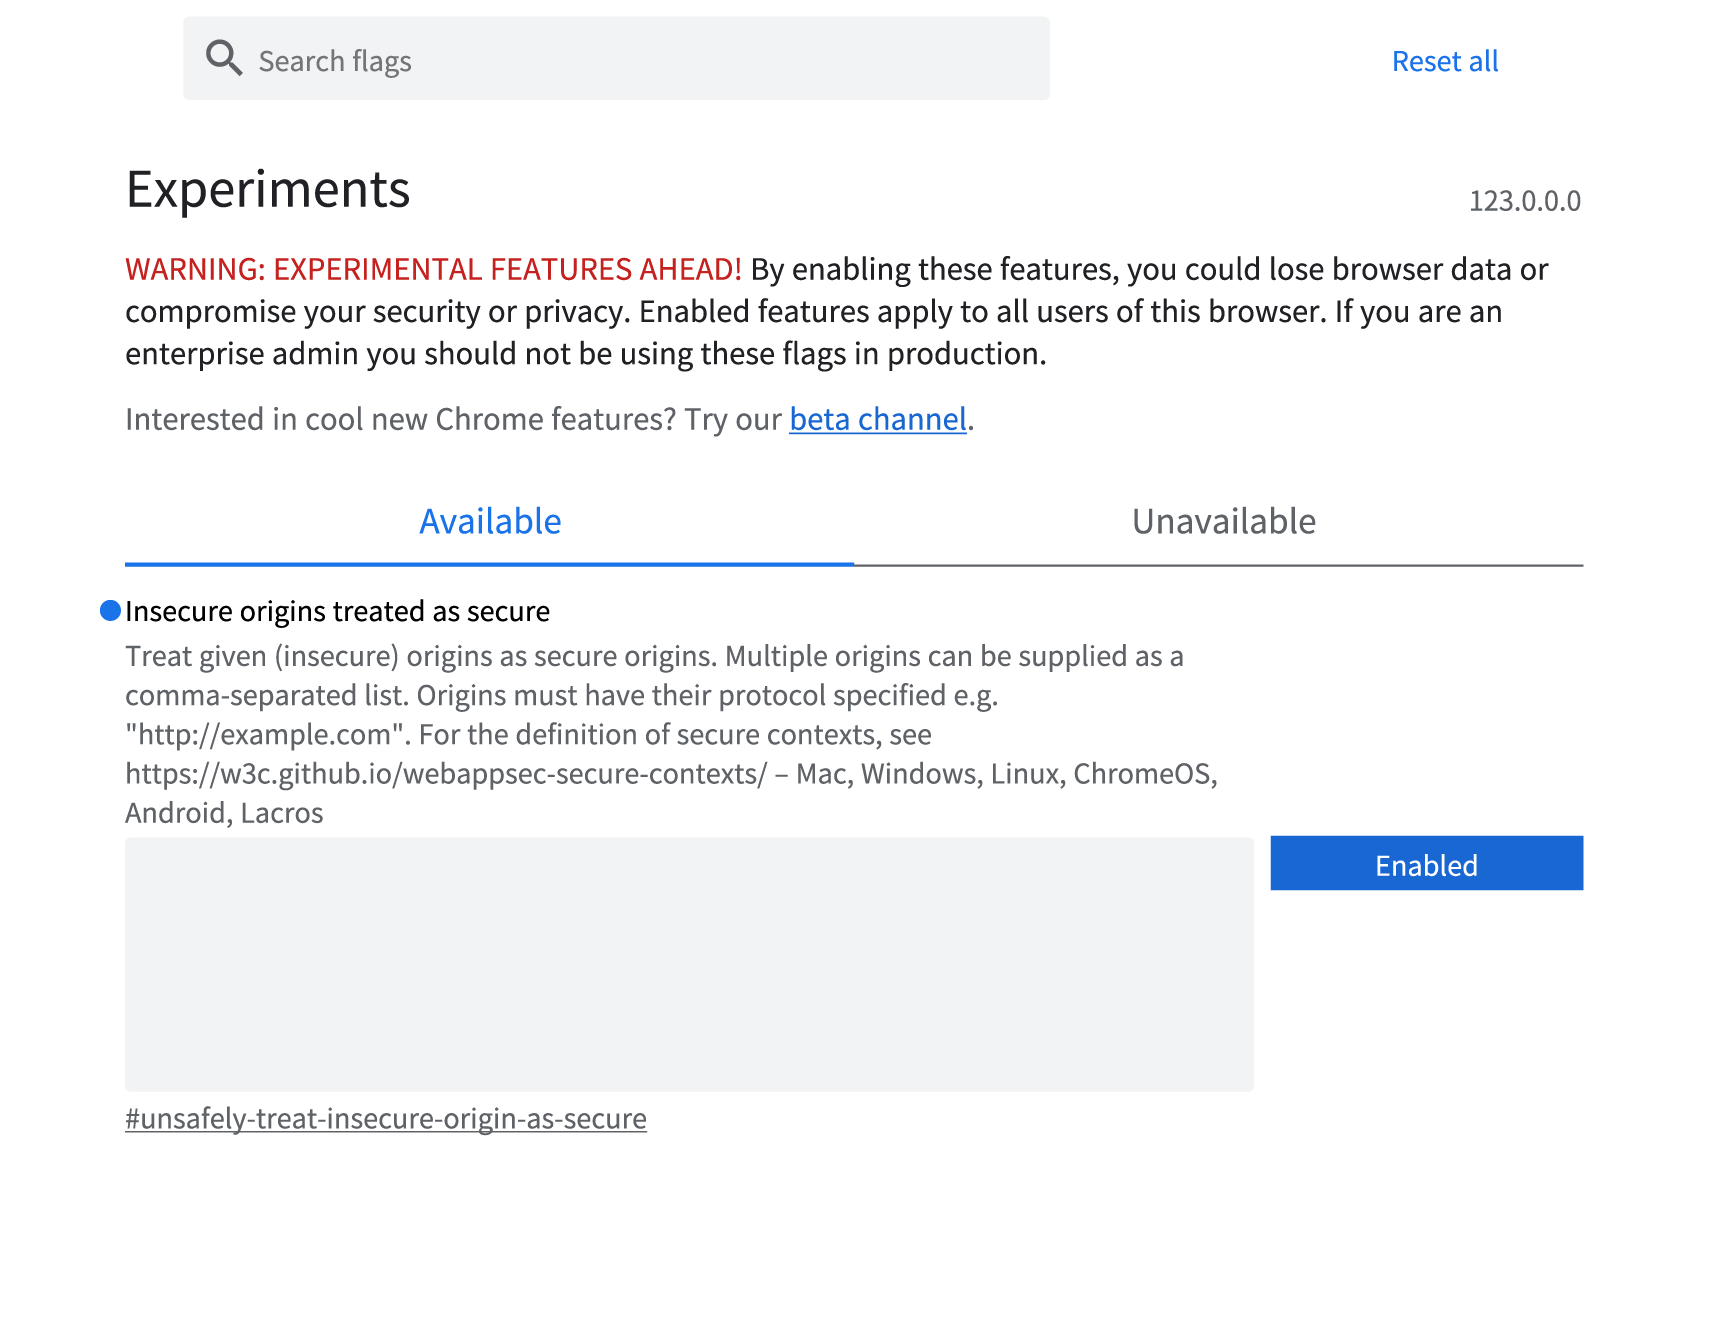 Search flags
Reset all
Experiments
123.0.0.0
WARNING: EXPERIMENTAL FEATURES AHEAD! By enabling these features, you could lose browser data or
compromise your security or privacy. Enabled features apply to all users of this browser. If you are an
enterprise admin you should not be using these flags in production.
Interested in cool new Chrome features? Try our beta channel.
Available
Unavailable
Insecure origins treated as secure
Treat given (insecure) origins as secure origins. Multiple origins can be supplied as a
comma-separated list. Origins must have their protocol specified e.g.
"http://example.com". For the definition of secure contexts, see
https://w3c.github.io/webappsec-secure-contexts/ – Mac, Windows, Linux, ChromeOS,
Android, Lacros
Enabled
#unsafely-treat-insecure-origin-as-secure